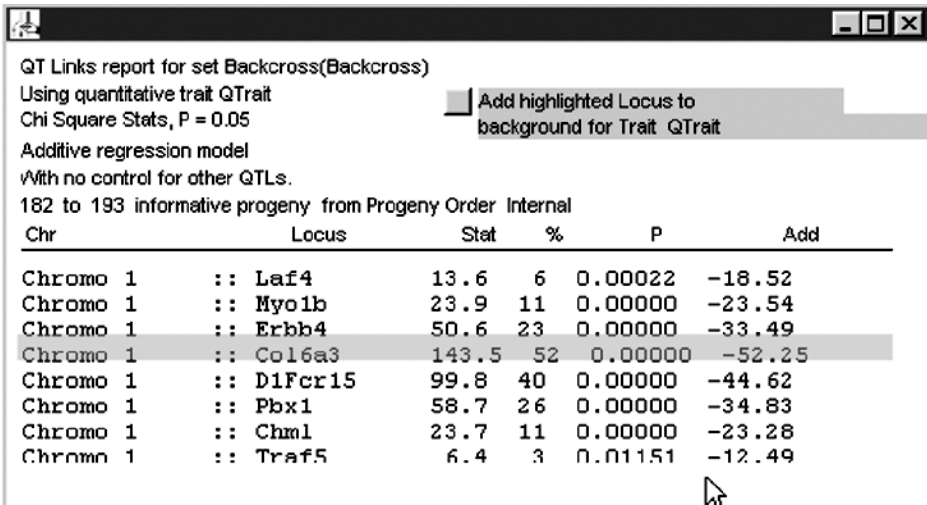 QT Links report for set Backcross(Backcross)
Using quantitative trait QTrait
Chi Square Stats, P = 0.05
Add highlighted Locus to
background for Trait QTrait
Additive regression model
With no control for other QTLs.
182 to 193 informative progeny from Progeny Order Internal
Chr Locus Stat % P Add
Chromo 1 :: Laf4 13.6 6 0.00022 -18.52
Chromo 1 :: Myo1b 23.9 11 0.00000 -23.54
Chromo 1 :: Erbb4 50.6 23 0.00000 -33.49
Chromo 1 :: Col6a3 143.5 52 0.00000 -52.25
Chromo 1 :: D1Fcr15 99.8 40 0.00000 -44.62
Chromo 1 :: Pbx1 58.7 26 0.00000 -34.83
Chromo 1 :: Chml 23.7 11 0.00000 -23.28
Chromo 1 :: Traf5 6.4 3 0.01151 -12.49